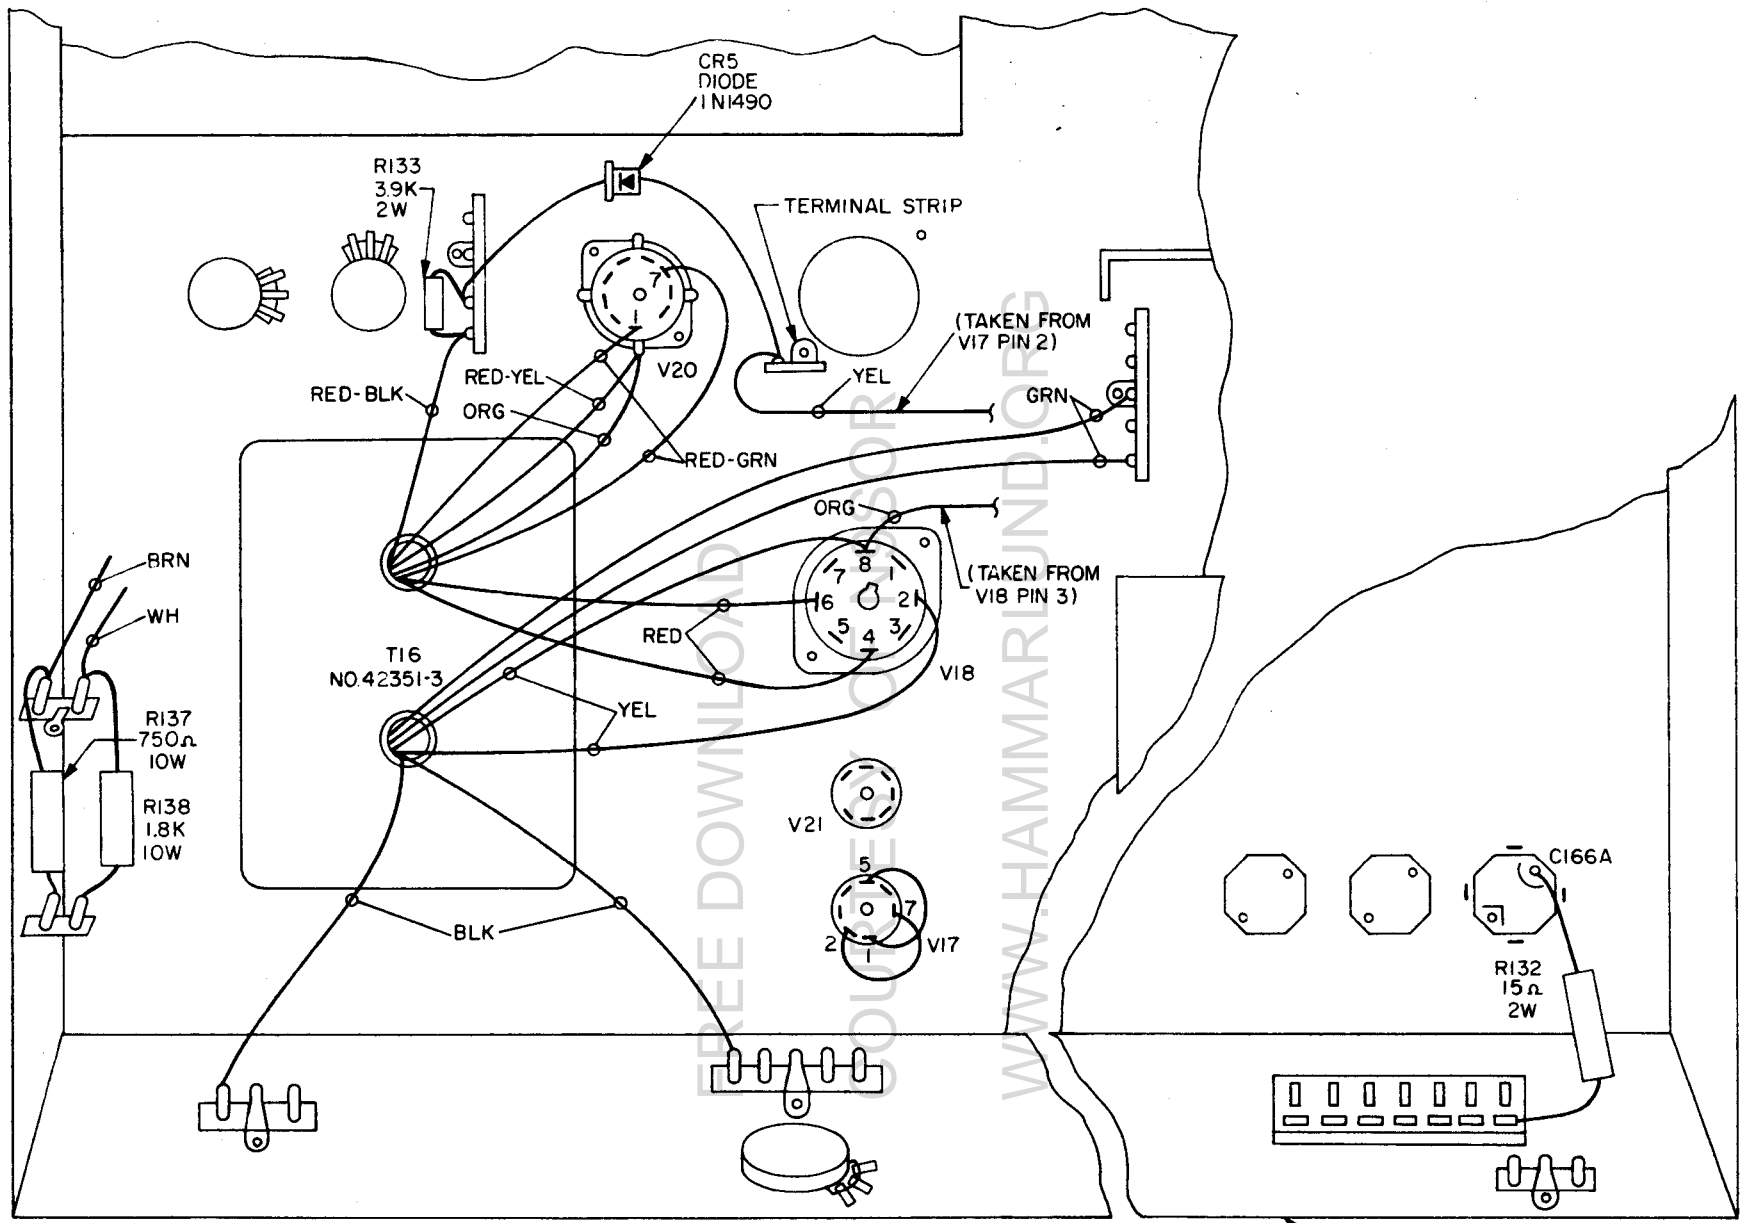 CR5
DIODE
1N1490
R133
3.9K
2W
TERMINAL STRIP
7
1
V20
(TAKEN FROM
V17 PIN 2)
RED-YEL
RED-BLK
ORG
YEL
GRN
RED-GRN
ORG
(TAKEN FROM
V18 PIN 3)
8
7
1
6
2
5
3
4
V18
BRN
WH
RED
T16
NO.42351-3
YEL
R137
750Ω
10W
R138
1.8K
10W
V21
5
7
2
1
V17
BLK
C166A
R132
15Ω
2W
FREE DOWNLOAD
COURTESY OF NSSOR
WWW.HAMMARLUND.ORG